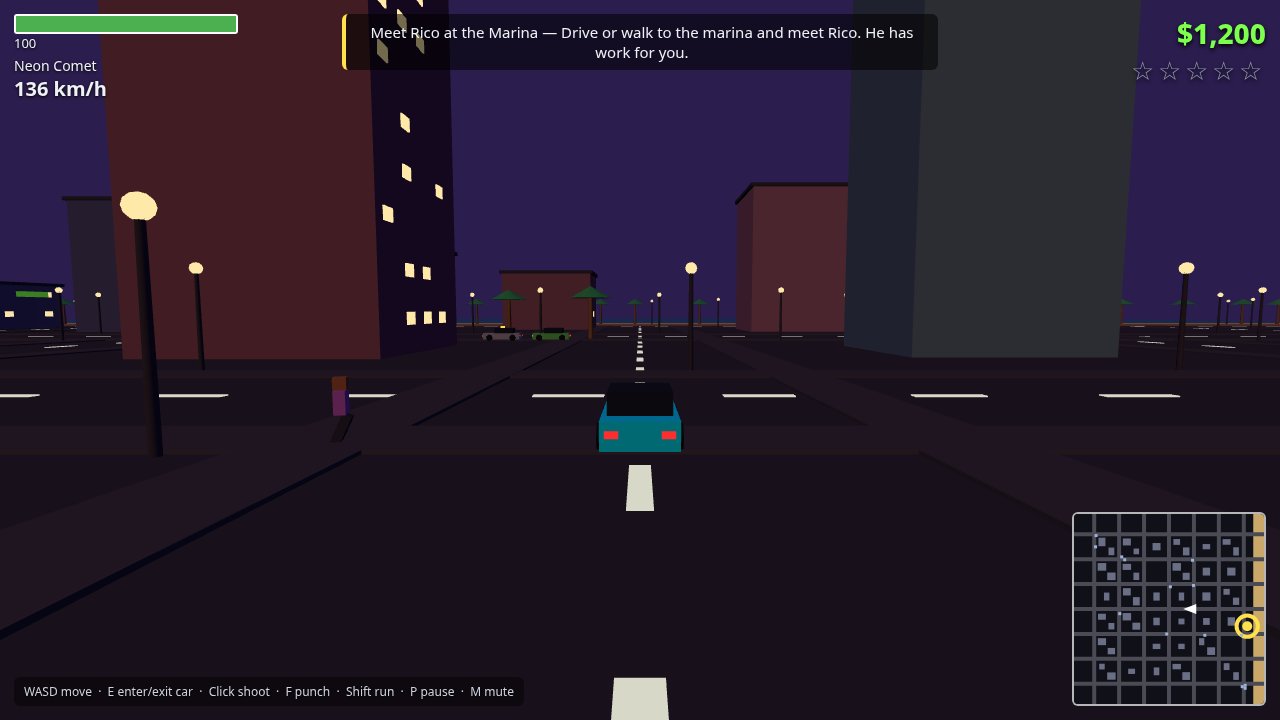 100
Neon Comet
136 km/h
Meet Rico at the Marina — Drive or walk to the marina and meet Rico. He has
work for you.
$1,200
☆☆☆☆☆
WASD move · E enter/exit car · Click shoot · F punch · Shift run · P pause · M mute